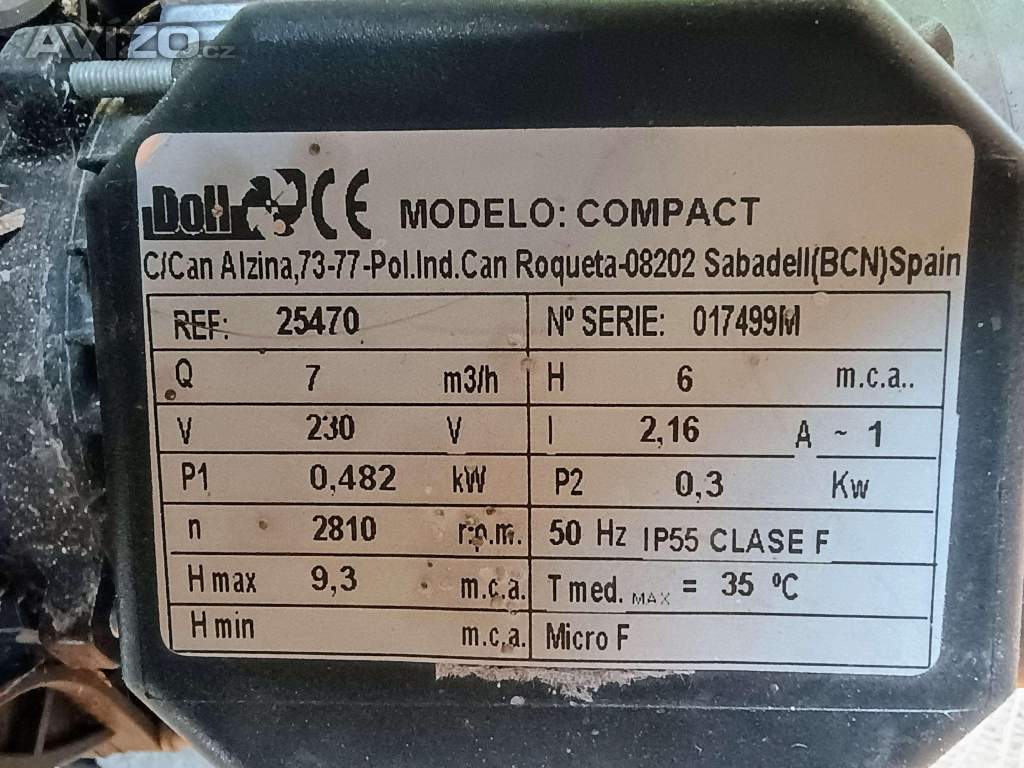 AVIZO.cz
Doll CE MODELO: COMPACT
C/Can Alzina,73-77-Pol.Ind.Can Roqueta-08202 Sabadell(BCN)Spain
REF: 25470 Nº SERIE: 017499M
Q 7 m3/h H 6 m.c.a..
V 230 V I 2,16 A ~ 1
P1 0,482 kW P2 0,3 Kw
n 2810 r.p.m. 50 Hz IP55 CLASE F
H max 9,3 m.c.a. T med. MAX = 35 ºC
H min m.c.a. Micro F